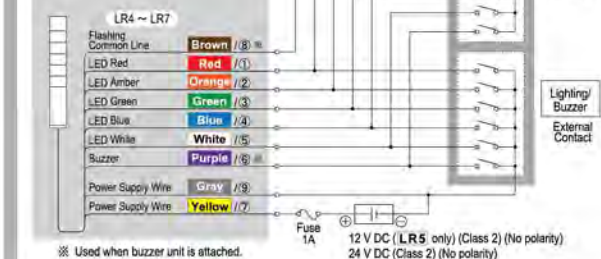 LR4 ~ LR7
Flashing
Common Line Brown /⑧ ※
LED Red Red /①
LED Amber Orange /②
LED Green Green /③
LED Blue Blue /④
LED White White /⑤
Buzzer Purple /⑥ ※
Power Supply Wire Gray /⑨
Power Supply Wire Yellow /⑦
Lighting/
Buzzer
External
Contact
Fuse
1A
⊕ ⊖
12 V DC (LR5 only) (Class 2) (No polarity)
24 V DC (Class 2) (No polarity)
※ Used when buzzer unit is attached.